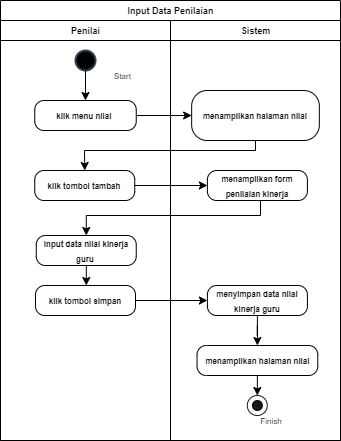 Input Data Penilaian
Penilai
Sistem
Start
klik menu nilai
menampilkan halaman nilai
klik tombol tambah
menampilkan form
penilaian kinerja
input data nilai kinerja
guru
klik tombol simpan
menyimpan data nilai
kinerja guru
menampilkan halaman nilai
Finish